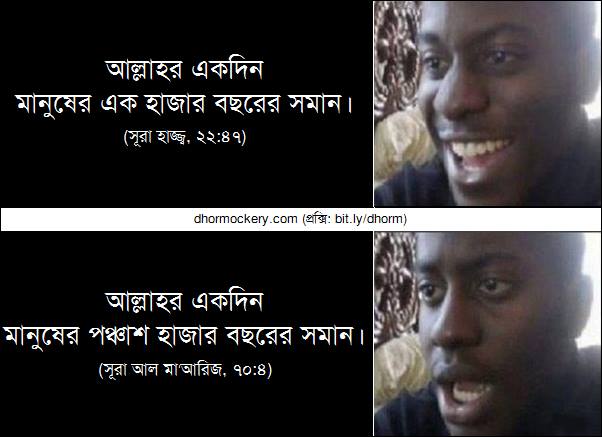 আল্লাহর একদিন
মানুষের এক হাজার বছরের সমান।
(সূরা হাজ্জ্ব, ২২:৪৭)
dhormockery.com (প্রক্সি: bit.ly/dhorm)
আল্লাহর একদিন
মানুষের পঞ্চাশ হাজার বছরের সমান।
(সূরা আল মা'আরিজ, ৭০:৪)